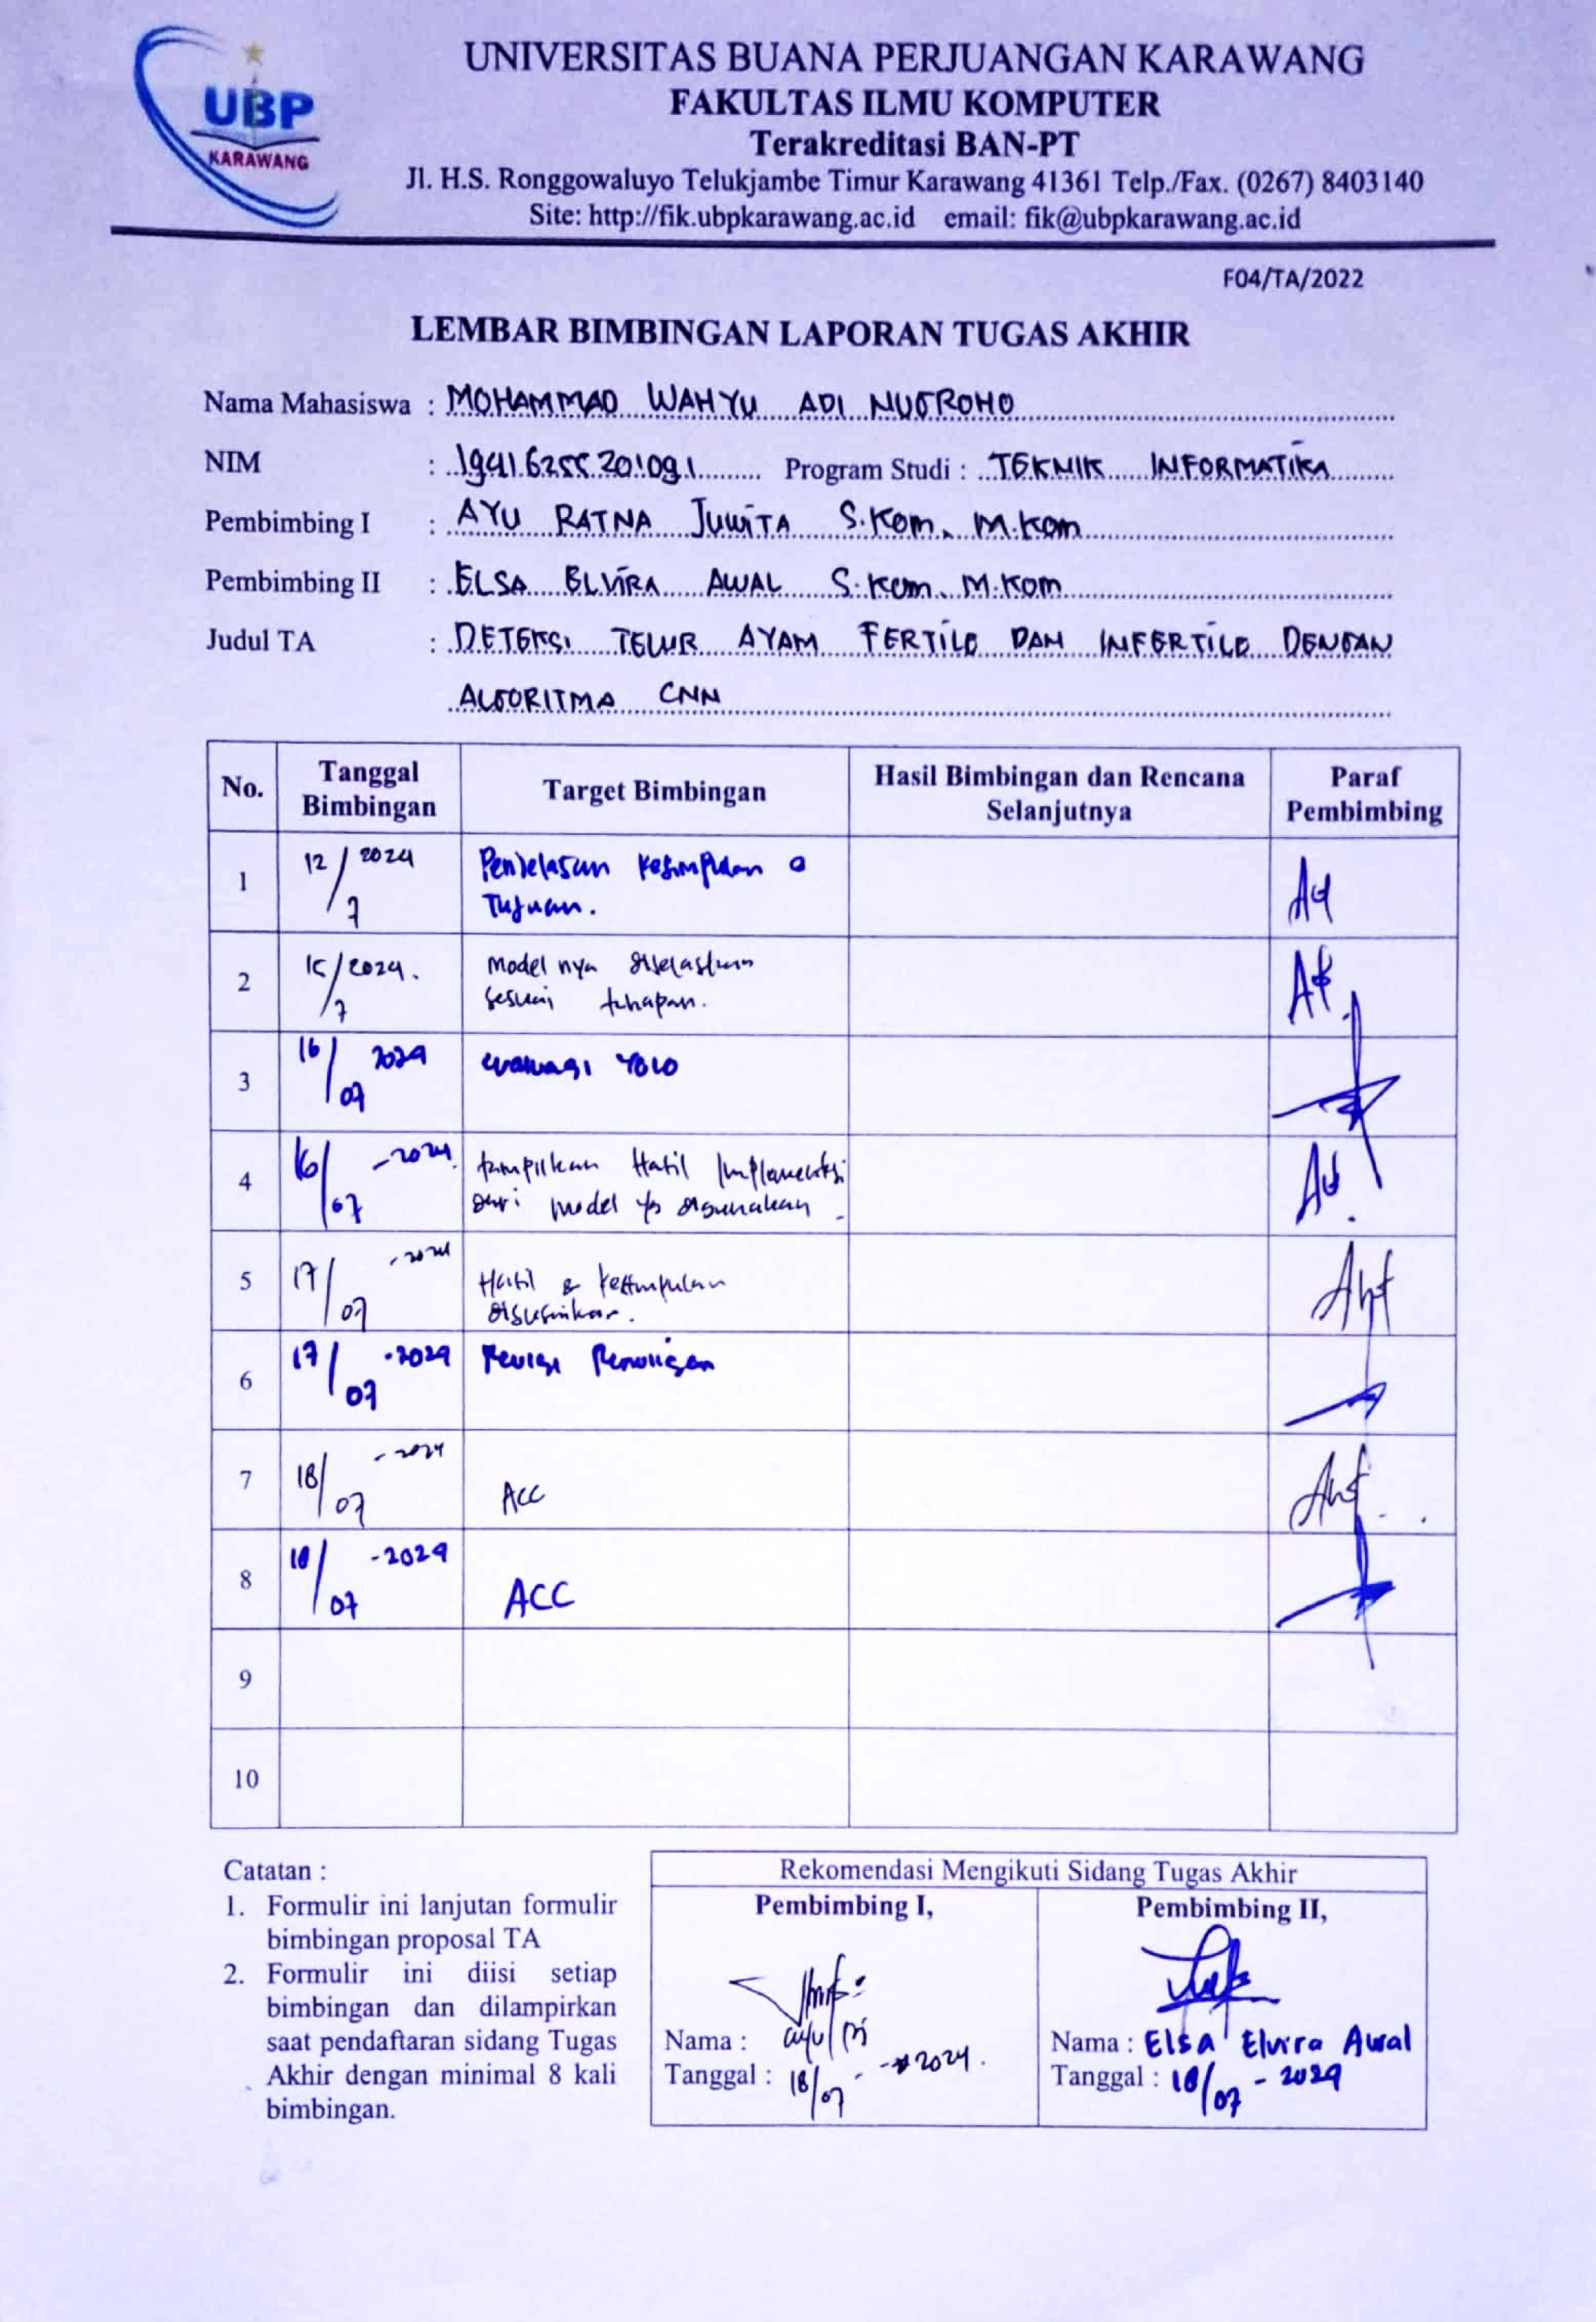 UBP
KARAWANG
UNIVERSITAS BUANA PERJUANGAN KARAWANG
FAKULTAS ILMU KOMPUTER
Terakreditasi BAN-PT
Jl. H.S. Ronggowaluyo Telukjambe Timur Karawang 41361 Telp./Fax. (0267) 8403140
Site: http://fik.ubpkarawang.ac.id email: fik@ubpkarawang.ac.id
F04/TA/2022
LEMBAR BIMBINGAN LAPORAN TUGAS AKHIR
Nama Mahasiswa : MOHAMMAD WAHYU ADI NUGROHO
NIM : 19416255201091 Program Studi : TEKNIK INFORMATIKA
Pembimbing I : AYU RATNA JUWITA S.Kom, M.Kom
Pembimbing II : ELSA ELVIRA AWAL S.Kom, M.Kom
Judul TA : DETEKSI TELUR AYAM FERTILE DAN INFERTILE DENGAN
ALGORITMA CNN
No. Tanggal Bimbingan Target Bimbingan Hasil Bimbingan dan Rencana Selanjutnya Paraf Pembimbing
1 12/7 2024 Penjelasan Kesimpulan
Tujuan.
2 15/7 2024. Modelnya dijelaskan
sesuai tahapan.
3 16/07 2024 evaluasi YOLO
4 16/07 -2024. tampilkan Hasil Implementasi
dari model yg digunakan
5 17/07 -2024 Hasil & kesimpulan
disesuaikan.
6 17/07 -2024 Revisi
7 18/07 -2024 ACC
8 18/07 -2024 ACC
9
10
Catatan :
1. Formulir ini lanjutan formulir
bimbingan proposal TA
2. Formulir ini diisi setiap
bimbingan dan dilampirkan
saat pendaftaran sidang Tugas
Akhir dengan minimal 8 kali
bimbingan.
Rekomendasi Mengikuti Sidang Tugas Akhir
Pembimbing I, Pembimbing II,
Nama : Ayu Nama : Elsa Elvira Awal
Tanggal : 18/07 -2024. Tanggal : 18/07 - 2024